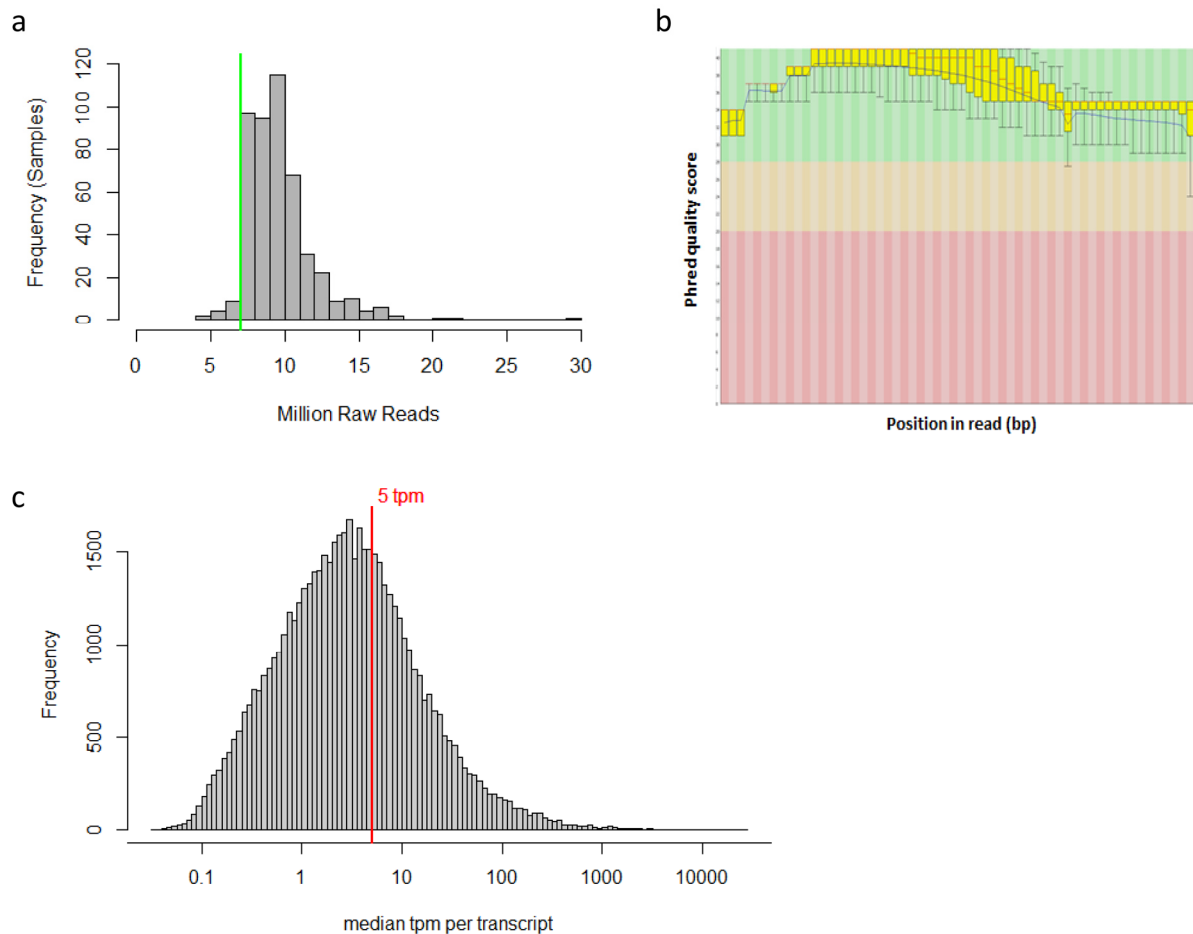 a
Frequency (Samples)
120
100
80
60
40
20
0
0 5 10 15 20 25 30
Million Raw Reads
b
Phred quality score
Position in read (bp)
c
5 tpm
Frequency
1500
1000
500
0
0.1 1 10 100 1000 10000
median tpm per transcript